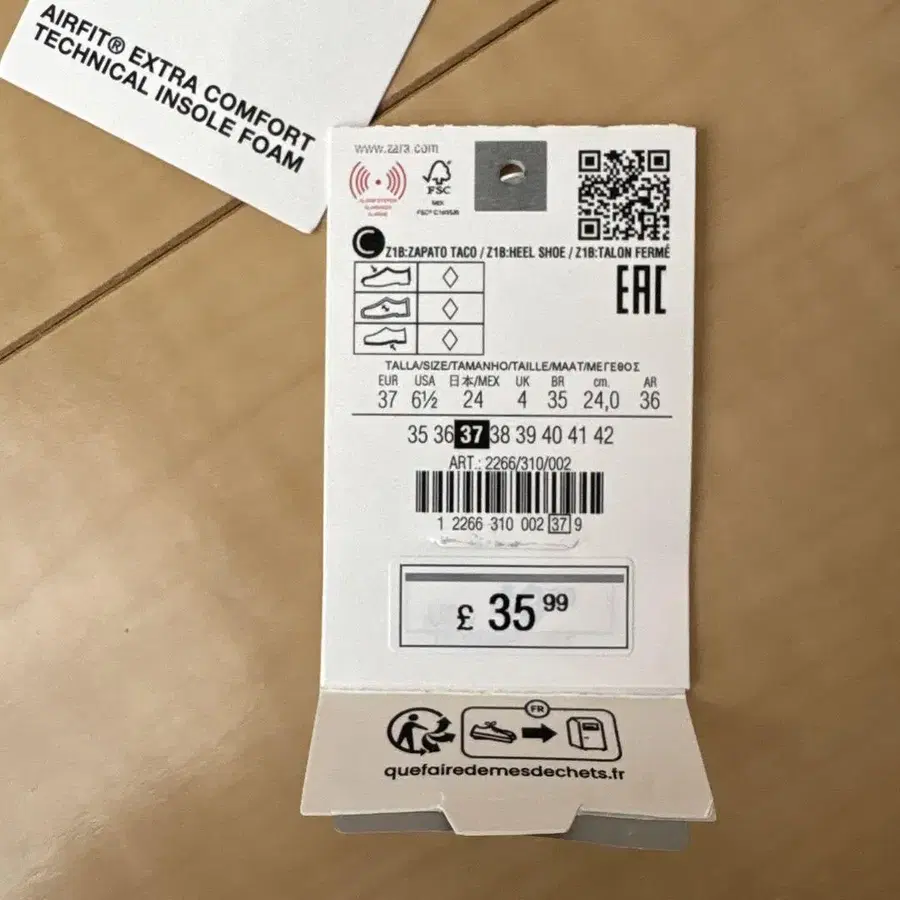 AIRFIT® EXTRA COMFORT
TECHNICAL INSOLE FOAM
www.zara.com
FSC
MIX
Z1B:ZAPATO TACO / Z1B:HEEL SHOE / Z1B:TALON FERMÉ
EAC
TALLA/SIZE/TAMANHO/TAILLE/MAAT/ΜΕΓΕΘΟΣ
EUR USA 日本/MEX UK BR cm. AR
37 6½ 24 4 35 24,0 36
35 36 37 38 39 40 41 42
ART.: 2266/310/002
1 2266 310 002 37 9
£ 35 99
FR
quefairedemesdechets.fr